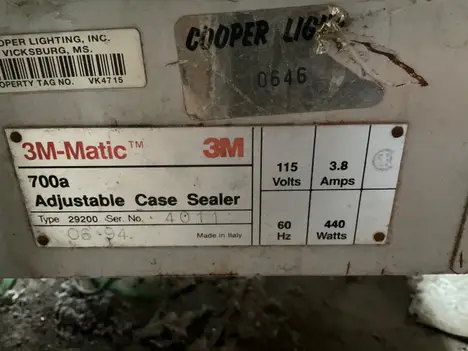 OPER LIGHTING, INC.
VICKSBURG, MS.
PROPERTY TAG NO. VK4715
COOPER LIGH
0646
3M-Matic™ 3M
700a
Adjustable Case Sealer
Type 29200 Ser. No. 4011
06-94
Made in Italy
115 Volts
3.8 Amps
60 Hz
440 Watts